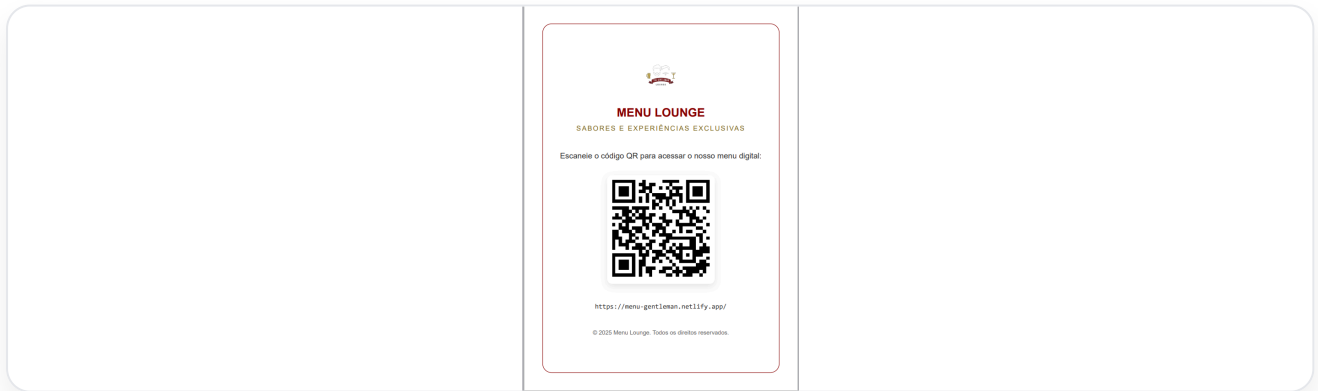 MENU LOUNGE
SABORES E EXPERIÊNCIAS EXCLUSIVAS
Escaneie o código QR para acessar o nosso menu digital:
https://menu-gentleman.netlify.app/
© 2025 Menu Lounge. Todos os direitos reservados.